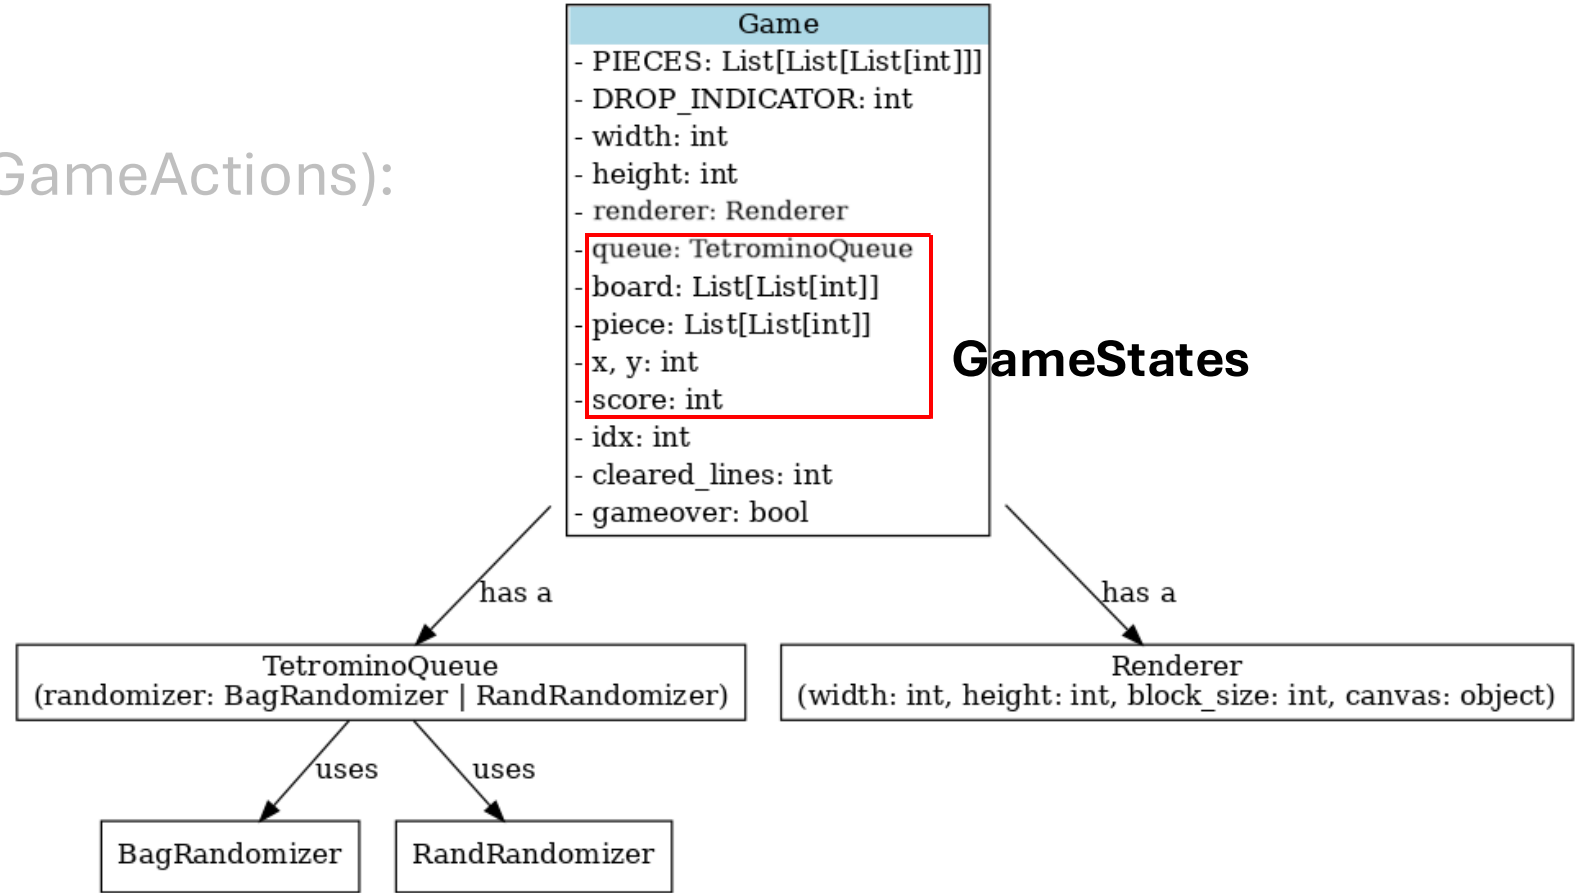 Game
- PIECES: List[List[List[int]]]
- DROP_INDICATOR: int
- width: int
- height: int
GameActions):
- renderer: Renderer
- queue: TetrominoQueue
- board: List[List[int]]
- piece: List[List[int]]
- x, y: int
GameStates
- score: int
- idx: int
- cleared_lines: int
- gameover: bool
has a
has a
TetrominoQueue
(randomizer: BagRandomizer | RandRandomizer)
Renderer
(width: int, height: int, block_size: int, canvas: object)
uses
uses
BagRandomizer
RandRandomizer